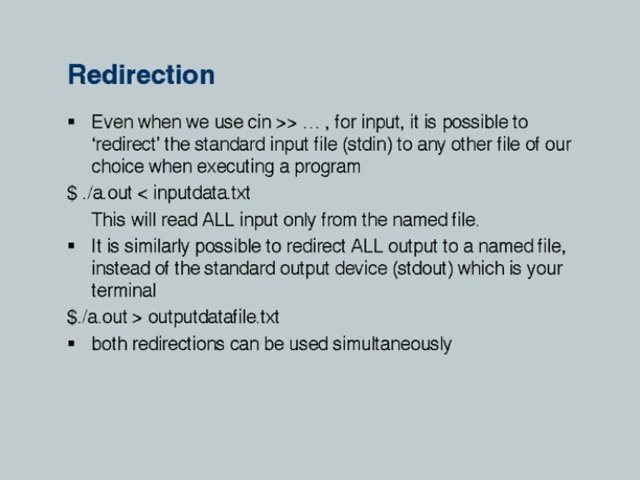 Redirection
▪ Even when we use cin >> … , for input, it is possible to
‘redirect’ the standard input file (stdin) to any other file of our
choice when executing a program
$ ./a.out < inputdata.txt
This will read ALL input only from the named file.
▪ It is similarly possible to redirect ALL output to a named file,
instead of the standard output device (stdout) which is your
terminal
$./a.out > outputdatafile.txt
▪ both redirections can be used simultaneously